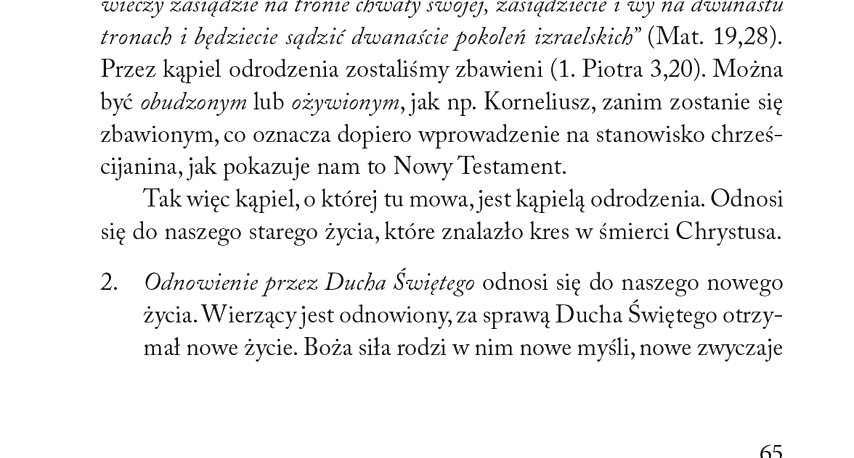 wieczy zasiądzie na tronie chwały swojej, zasiądziecie i wy na dwunastu
tronach i będziecie sądzić dwanaście pokoleń izraelskich” (Mat. 19,28).
Przez kąpiel odrodzenia zostaliśmy zbawieni (1. Piotra 3,20). Można
być obudzonym lub ożywionym, jak np. Korneliusz, zanim zostanie się
zbawionym, co oznacza dopiero wprowadzenie na stanowisko chrześ-
cijanina, jak pokazuje nam to Nowy Testament.
Tak więc kąpiel, o której tu mowa, jest kąpielą odrodzenia. Odnosi
się do naszego starego życia, które znalazło kres w śmierci Chrystusa.
2. Odnowienie przez Ducha Świętego odnosi się do naszego nowego
życia. Wierzący jest odnowiony, za sprawą Ducha Świętego otrzy-
mał nowe życie. Boża siła rodzi w nim nowe myśli, nowe zwyczaje
65